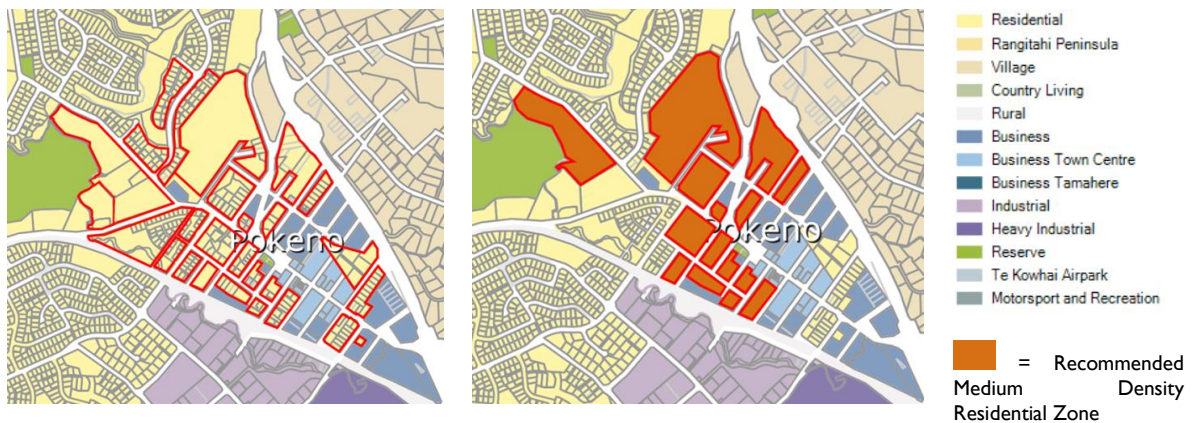 Pokeno
Pokeno
Residential
Rangitahi Peninsula
Village
Country Living
Rural
Business
Business Town Centre
Business Tamahere
Industrial
Heavy Industrial
Reserve
Te Kowhai Airpark
Motorsport and Recreation
= Recommended
Medium Density
Residential Zone